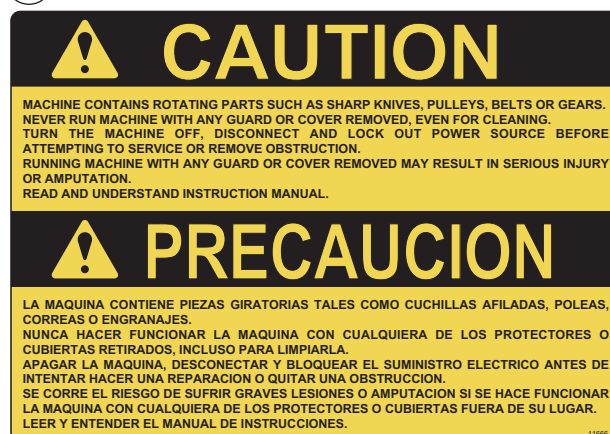 CAUTION
MACHINE CONTAINS ROTATING PARTS SUCH AS SHARP KNIVES, PULLEYS, BELTS OR GEARS.
NEVER RUN MACHINE WITH ANY GUARD OR COVER REMOVED, EVEN FOR CLEANING.
TURN THE MACHINE OFF, DISCONNECT AND LOCK OUT POWER SOURCE BEFORE
ATTEMPTING TO SERVICE OR REMOVE OBSTRUCTION.
RUNNING MACHINE WITH ANY GUARD OR COVER REMOVED MAY RESULT IN SERIOUS INJURY
OR AMPUTATION.
READ AND UNDERSTAND INSTRUCTION MANUAL.
PRECAUCION
LA MAQUINA CONTIENE PIEZAS GIRATORIAS TALES COMO CUCHILLAS AFILADAS, POLEAS,
CORREAS O ENGRANAJES.
NUNCA HACER FUNCIONAR LA MAQUINA CON CUALQUIERA DE LOS PROTECTORES O
CUBIERTAS RETIRADOS, INCLUSO PARA LIMPIARLA.
APAGAR LA MAQUINA, DESCONECTAR Y BLOQUEAR EL SUMINISTRO ELECTRICO ANTES DE
INTENTAR HACER UNA REPARACION O QUITAR UNA OBSTRUCCION.
SE CORRE EL RIESGO DE SUFRIR GRAVES LESIONES O AMPUTACION SI SE HACE FUNCIONAR
LA MAQUINA CON CUALQUIERA DE LOS PROTECTORES O CUBIERTAS FUERA DE SU LUGAR.
LEER Y ENTENDER EL MANUAL DE INSTRUCCIONES.